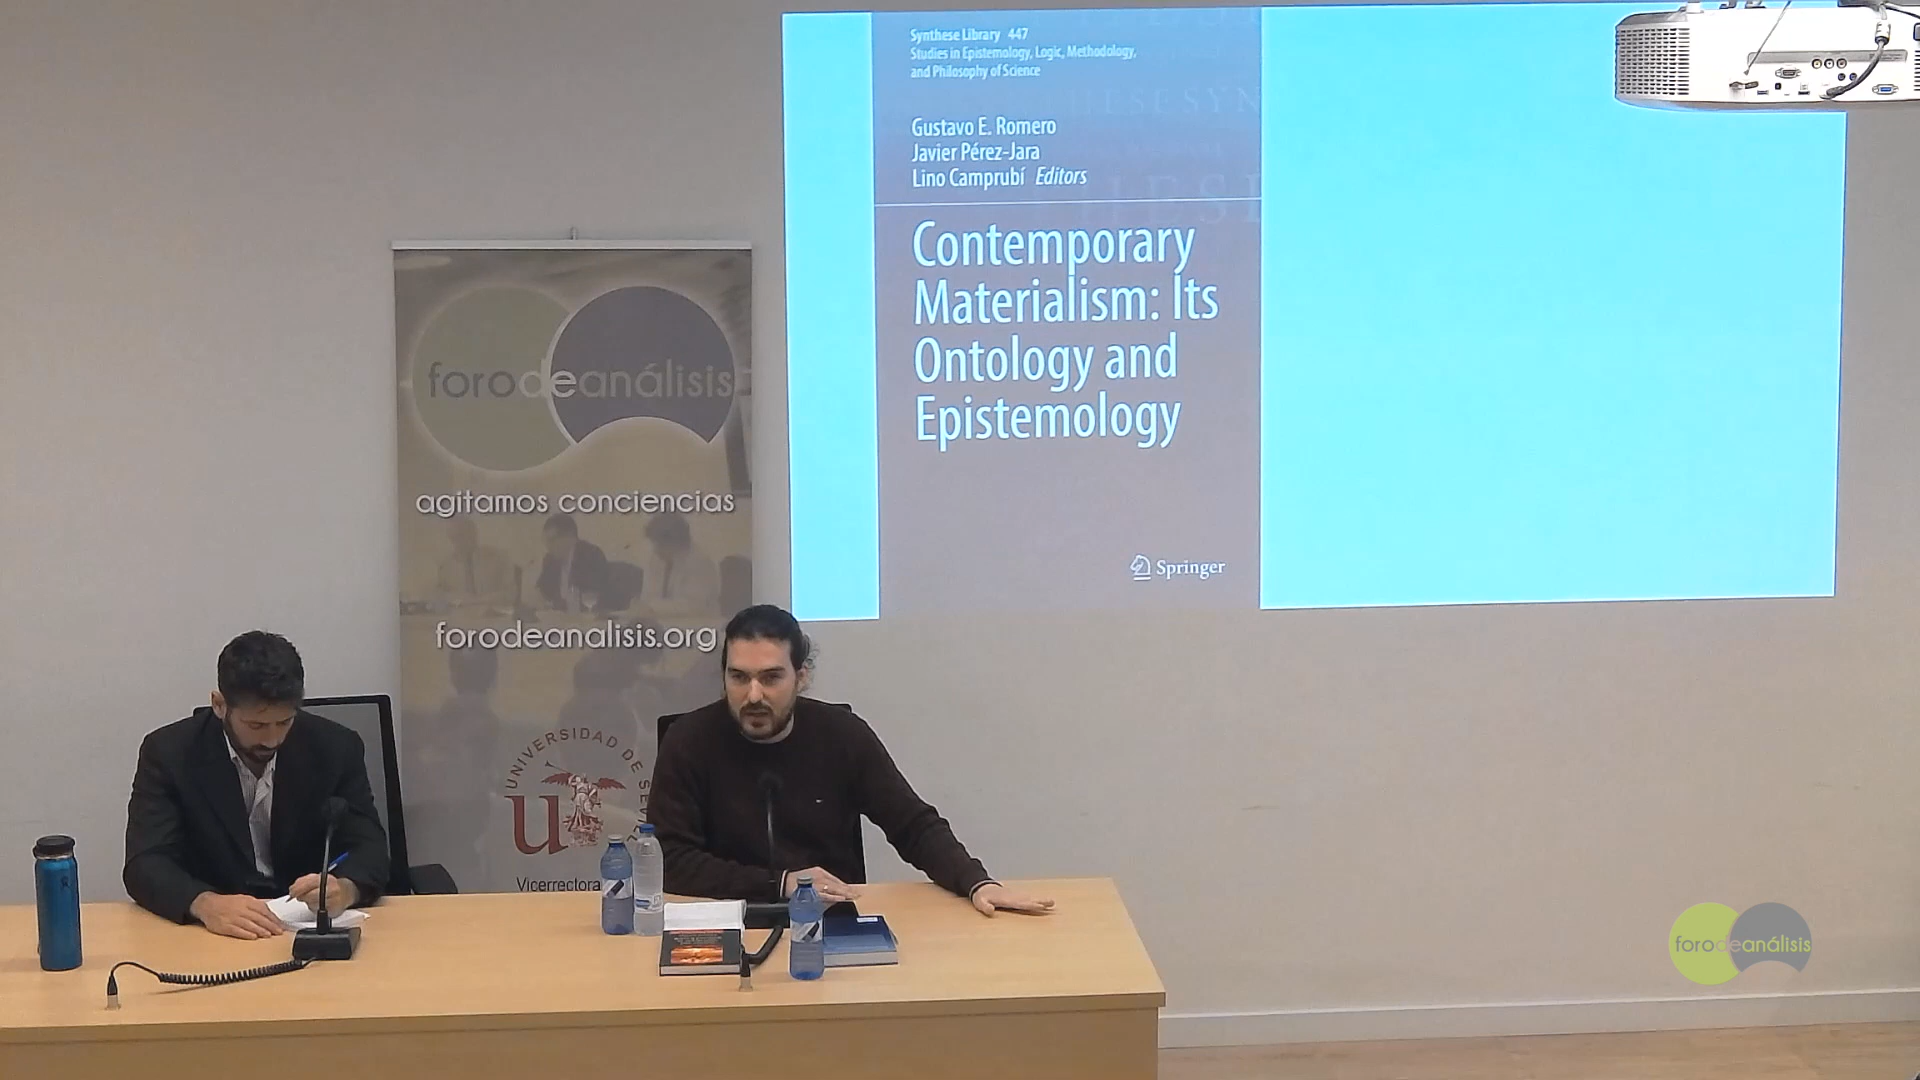 Synthese Library 447
Studies in Epistemology, Logic, Methodology,
and Philosophy of Science
Gustavo E. Romero
Javier Pérez-Jara
Lino Camprubí Editors
Contemporary
Materialism: Its
Ontology and
Epistemology
Springer
forodeanálisis
agitamos conciencias
forodeanalisis.org
UNIVERSIDAD DE SEVILL
Vicerrectora
forodeanálisis